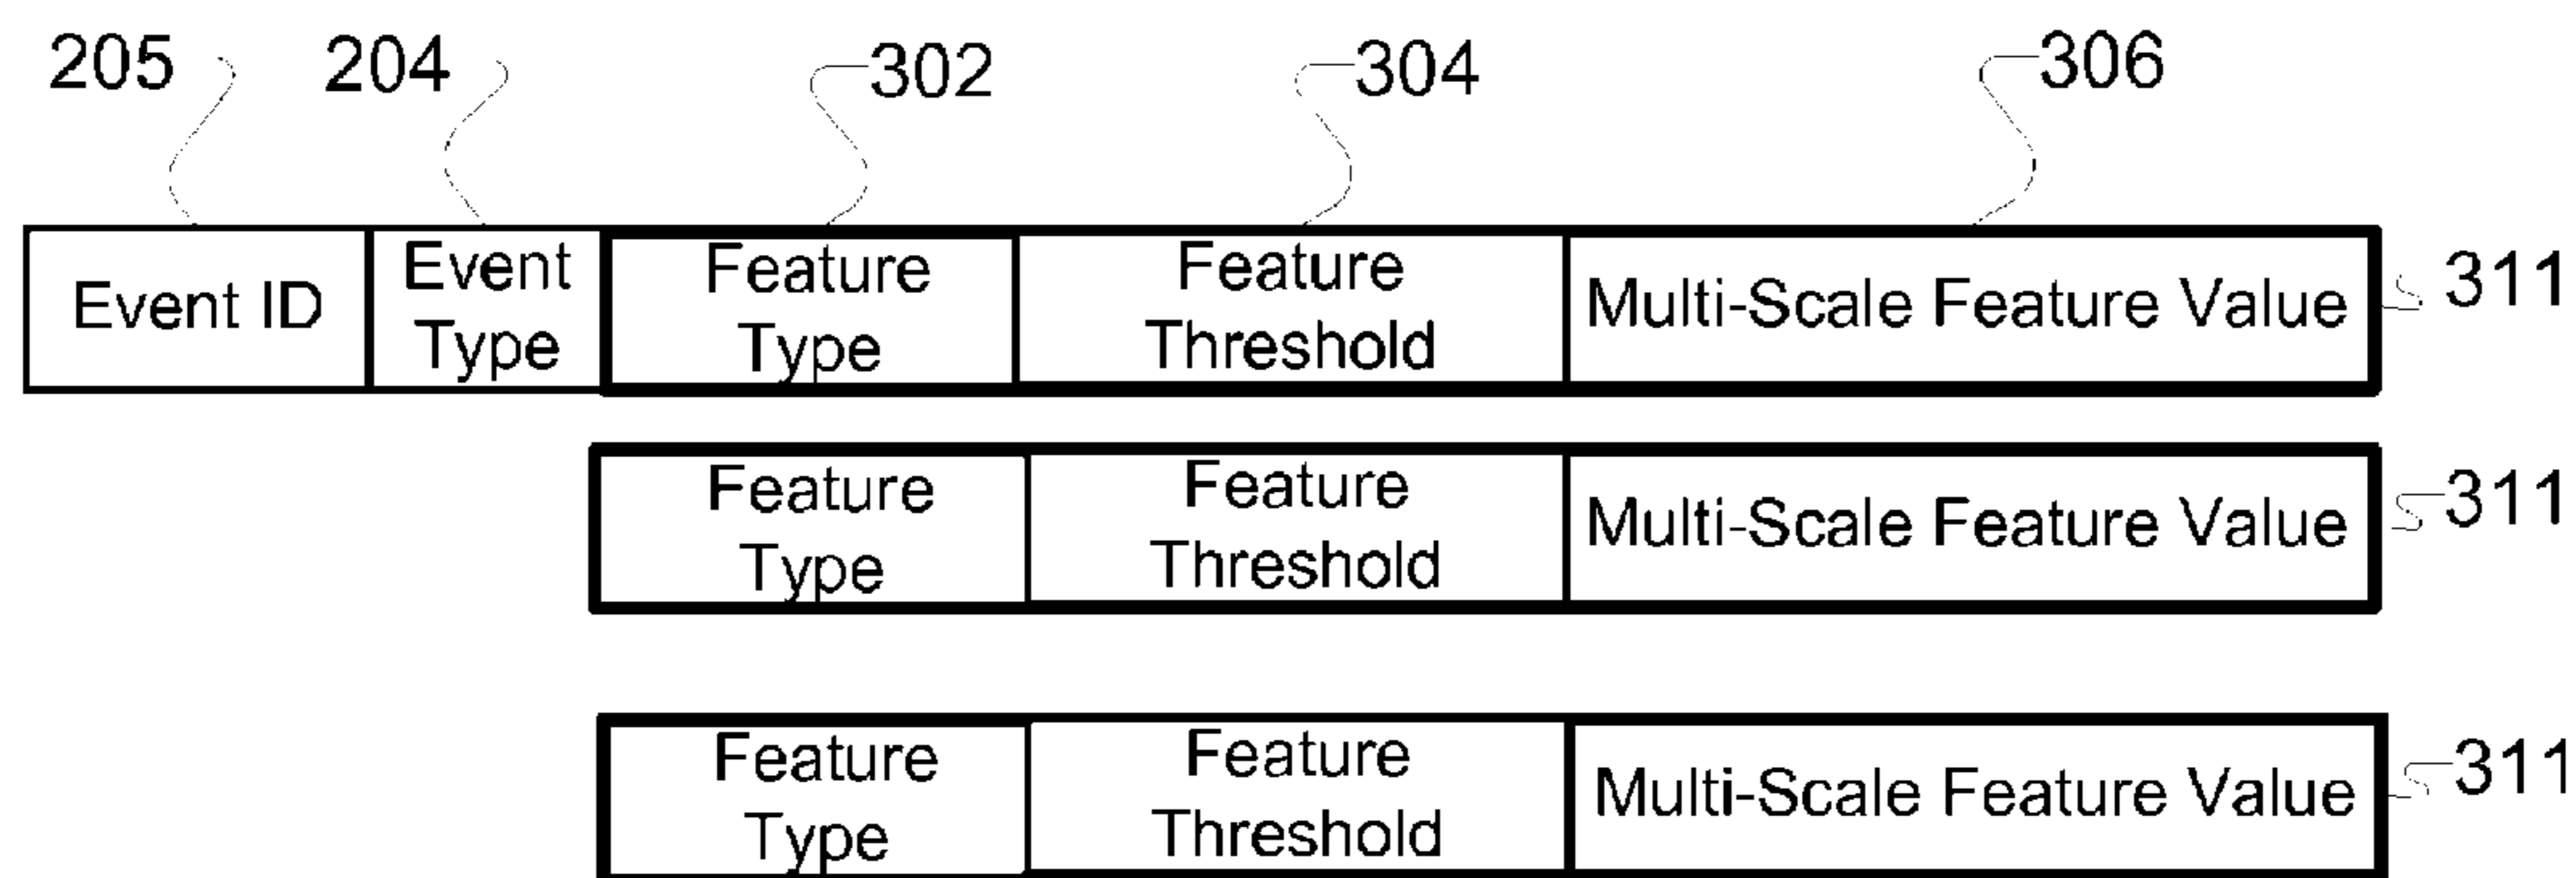 205 204 302 304 306
Event ID Event Type Feature Type Feature Threshold Multi-Scale Feature Value 311
Feature Type Feature Threshold Multi-Scale Feature Value 311
Feature Type Feature Threshold Multi-Scale Feature Value 311